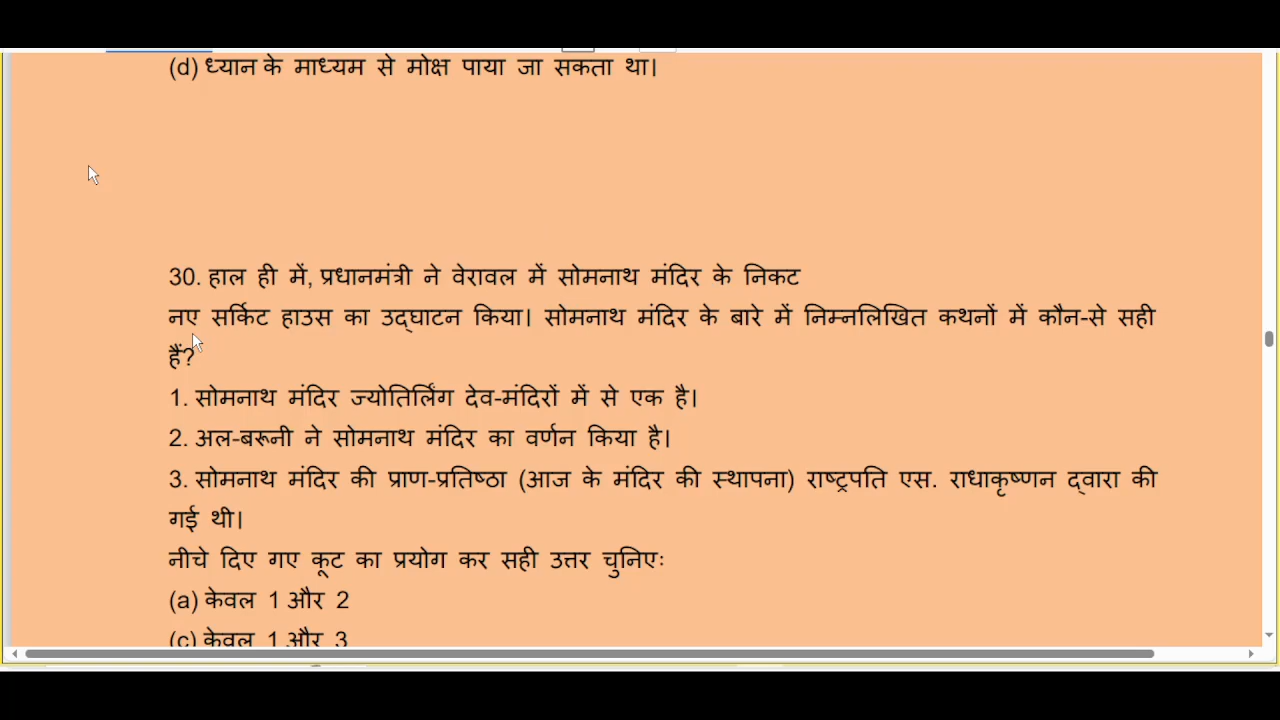 (d) ध्यान के माध्यम से मोक्ष पाया जा सकता था।
30. हाल ही में, प्रधानमंत्री ने वेरावल में सोमनाथ मंदिर के निकट
नए सर्किट हाउस का उद्घाटन किया। सोमनाथ मंदिर के बारे में निम्नलिखित कथनों में कौन-से सही
हैं?
1. सोमनाथ मंदिर ज्योतिर्लिंग देव-मंदिरों में से एक है।
2. अल-बरूनी ने सोमनाथ मंदिर का वर्णन किया है।
3. सोमनाथ मंदिर की प्राण-प्रतिष्ठा (आज के मंदिर की स्थापना) राष्ट्रपति एस. राधाकृष्णन द्वारा की
गई थी।
नीचे दिए गए कूट का प्रयोग कर सही उत्तर चुनिएः
(a) केवल 1 और 2
(c) केवल 1 और 3